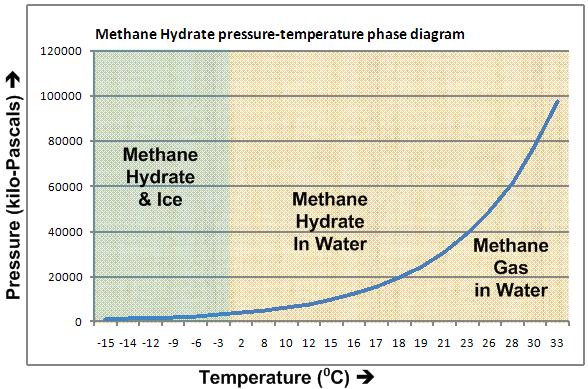 Methane Hydrate pressure-temperature phase diagram
Pressure (kilo-Pascals) ➔
120000
100000
80000
60000
40000
20000
0
Methane
Hydrate
& Ice
Methane
Hydrate
In Water
Methane
Gas
in Water
-15 -14 -12 -9 -6 -3 2 8 10 12 15 16 17 18 19 21 23 26 28 30 33
Temperature (⁰C) ➔